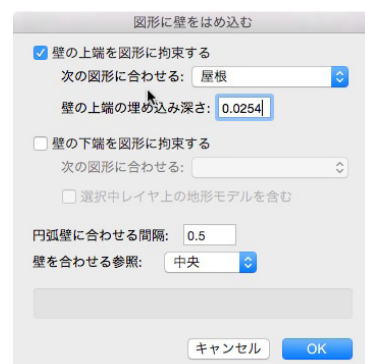 図形に壁をはめ込む
壁の上端を図形に拘束する
次の図形に合わせる: 屋根
壁の上端の埋め込み深さ: 0.0254
壁の下端を図形に拘束する
次の図形に合わせる:
選択中レイヤ上の地形モデルを含む
円弧壁に合わせる間隔: 0.5
壁を合わせる参照: 中央
キャンセル OK